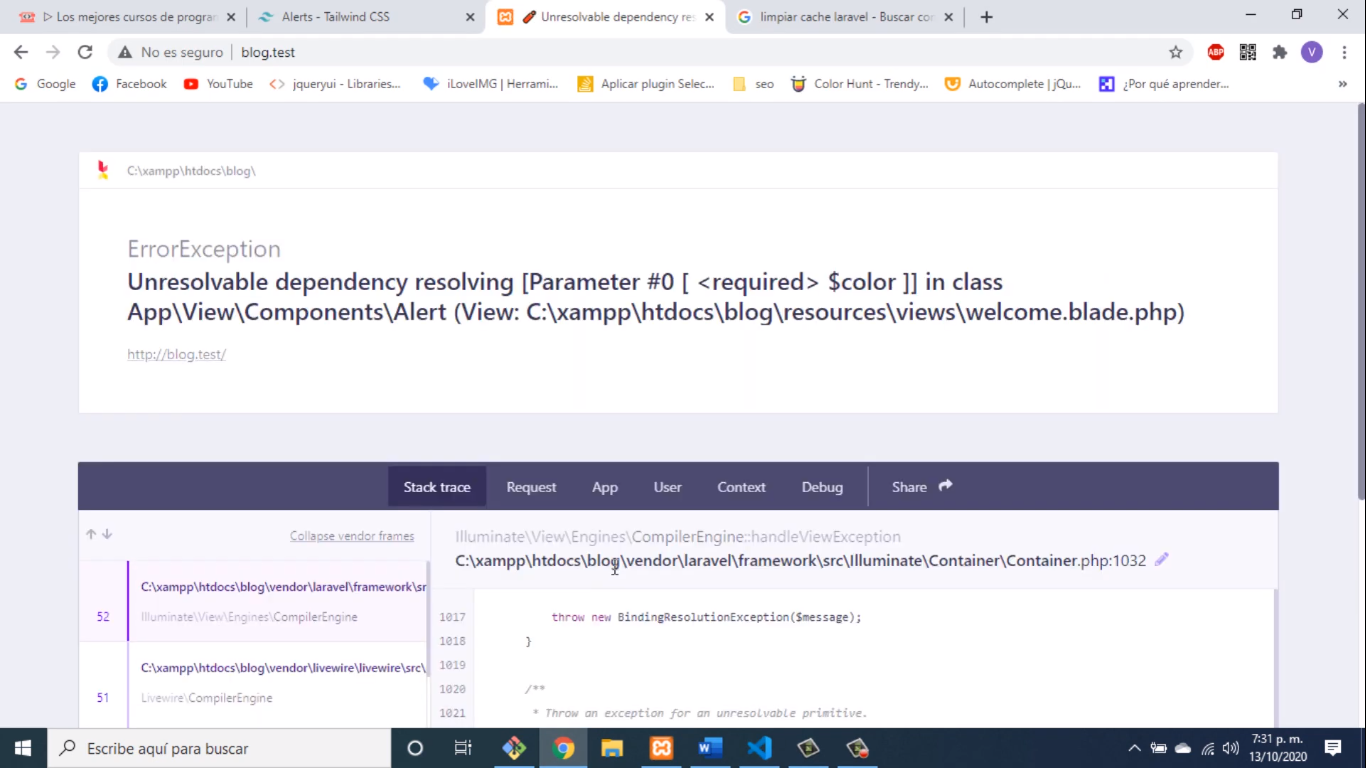 ▷ Los mejores cursos de progran
Alerts - Tailwind CSS
Unresolvable dependency res
limpiar cache laravel - Buscar con
No es seguro
blog.test
ABP
V
Google
Facebook
YouTube
jqueryui - Libraries...
iLoveIMG | Herrami...
Aplicar plugin Selec...
seo
Color Hunt - Trendy...
Autocomplete | jQu...
¿Por qué aprender...
»
C:\xampp\htdocs\blog\
ErrorException
Unresolvable dependency resolving [Parameter #0 [ <required> $color ]] in class
App\View\Components\Alert (View: C:\xampp\htdocs\blog\resources\views\welcome.blade.php)
http://blog.test/
Stack trace
Request
App
User
Context
Debug
Share
Collapse vendor frames
Illuminate\View\Engines\CompilerEngine::handleViewException
C:\xampp\htdocs\blog\vendor\laravel\framework\src\Illuminate\Container\Container.php:1032
C:\xampp\htdocs\blog\vendor\laravel\framework\sr
52
Illuminate\View\Engines\CompilerEngine
C:\xampp\htdocs\blog\vendor\livewire\livewire\src\
51
Livewire\CompilerEngine
1017 throw new BindingResolutionException($message);
1018 }
1019
1020 /**
1021 * Throw an exception for an unresolvable primitive.
Escribe aquí para buscar
7:31 p. m.
13/10/2020